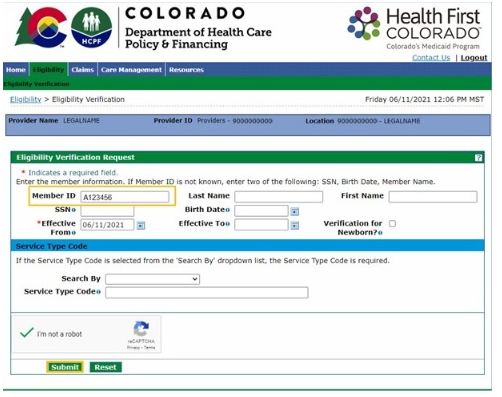 COLORADO
Department of Health Care
Policy & Financing
HCPF
Health First
COLORADO
Colorado's Medicaid Program
Contact Us | Logout
Home Eligibility Claims Care Management Resources
Eligibility Verification
Eligibility > Eligibility Verification Friday 06/11/2021 12:06 PM MST
Provider Name LEGALNAME Provider ID Providers - 9000000000 Location 9000000000 - LEGALNAME
Eligibility Verification Request ?
* Indicates a required field.
Enter the member information. If Member ID is not known, enter two of the following: SSN, Birth Date, Member Name.
Member ID A123456 Last Name First Name
SSN Birth Date
*Effective From 06/11/2021 Effective To Verification for Newborn?
Service Type Code
If the Service Type Code is selected from the 'Search By' dropdown list, the Service Type Code is required.
Search By
Service Type Code
I'm not a robot
reCAPTCHA
Privacy - Terms
Submit Reset